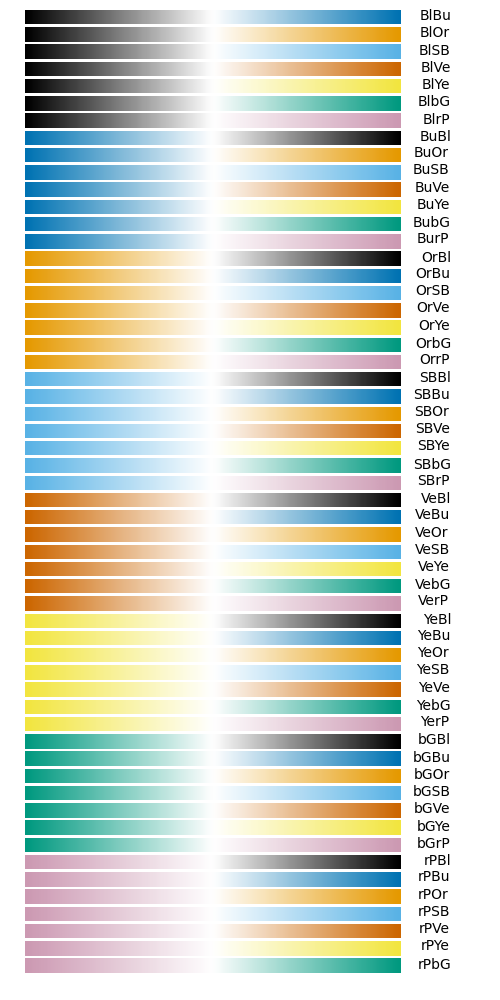 BlBu
BlOr
BlSB
BlVe
BlYe
BlbG
BlrP
BuBl
BuOr
BuSB
BuVe
BuYe
BubG
BurP
OrBl
OrBu
OrSB
OrVe
OrYe
OrbG
OrrP
SBBl
SBBu
SBOr
SBVe
SBYe
SBbG
SBrP
VeBl
VeBu
VeOr
VeSB
VeYe
VebG
VerP
YeBl
YeBu
YeOr
YeSB
YeVe
YebG
YerP
bGBl
bGBu
bGOr
bGSB
bGVe
bGYe
bGrP
rPBl
rPBu
rPOr
rPSB
rPVe
rPYe
rPbG